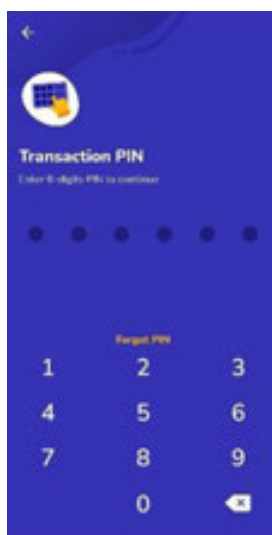 Transaction PIN
Enter 6-digits PIN to continue
Forgot PIN
1 2 3
4 5 6
7 8 9
0